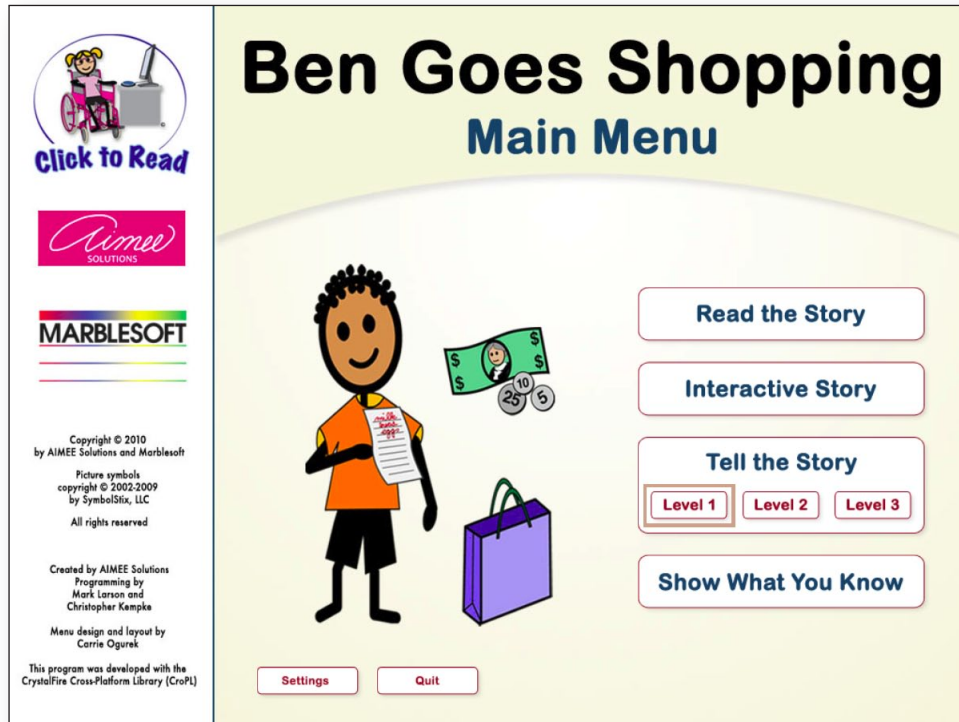 Click to Read
Aimee
SOLUTIONS
MARBLESOFT
Copyright © 2010
by AIMEE Solutions and Marblesoft
Picture symbols
copyright © 2002-2009
by SymbolStix, LLC
All rights reserved
Created by AIMEE Solutions
Programming by
Mark Larson and
Christopher Kempke
Menu design and layout by
Carrie Ogurek
This program was developed with the
CrystalFire Cross-Platform Library (CroPL)
Ben Goes Shopping
Main Menu
milk
eggs
$ $
$ $
10
25 5
Read the Story
Interactive Story
Tell the Story
Level 1 Level 2 Level 3
Show What You Know
Settings Quit